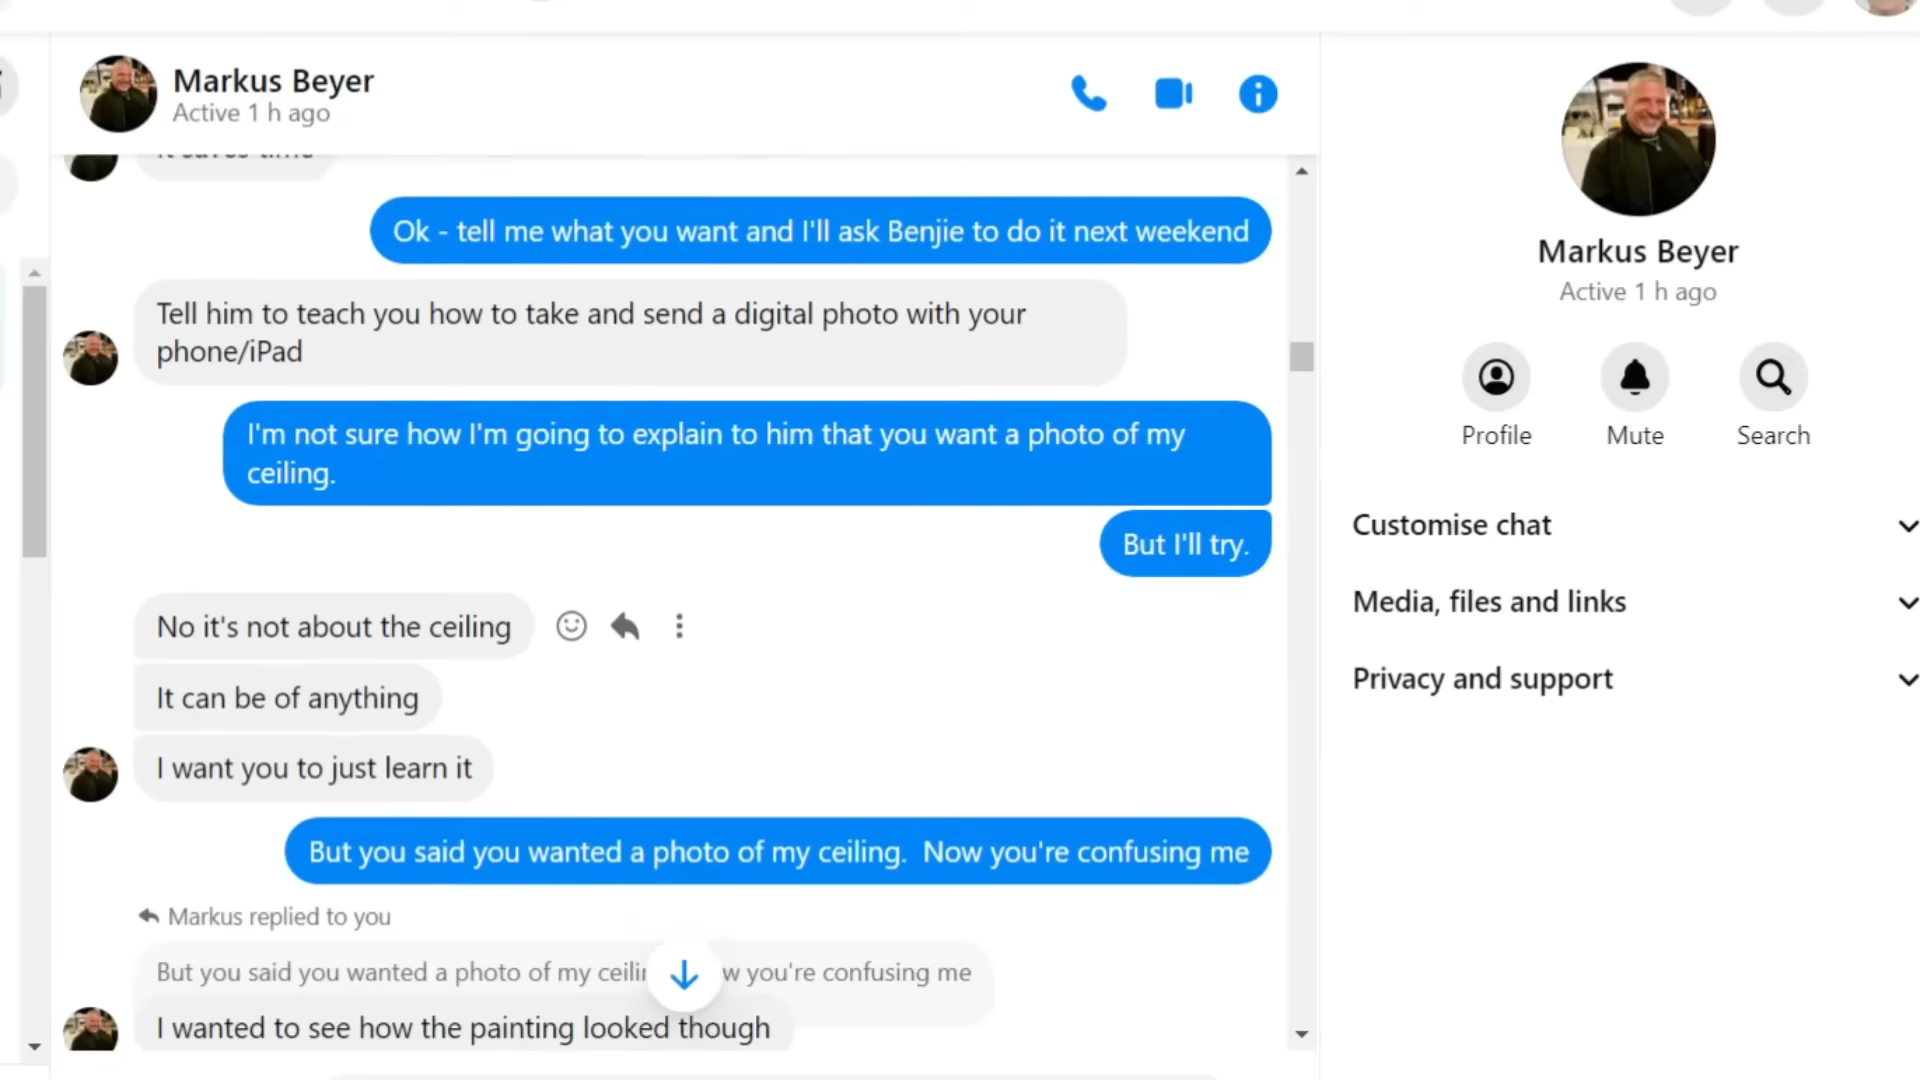 Markus Beyer
Active 1 h ago
Ok - tell me what you want and I'll ask Benjie to do it next weekend
Tell him to teach you how to take and send a digital photo with your
phone/iPad
I'm not sure how I'm going to explain to him that you want a photo of my
ceiling.
But I'll try.
No it's not about the ceiling
It can be of anything
I want you to just learn it
But you said you wanted a photo of my ceiling.  Now you're confusing me
Markus replied to you
But you said you wanted a photo of my you're confusing me
I wanted to see how the painting looked though
Markus Beyer
Active 1 h ago
Profile
Mute
Search
Customise chat
Media, files and links
Privacy and support